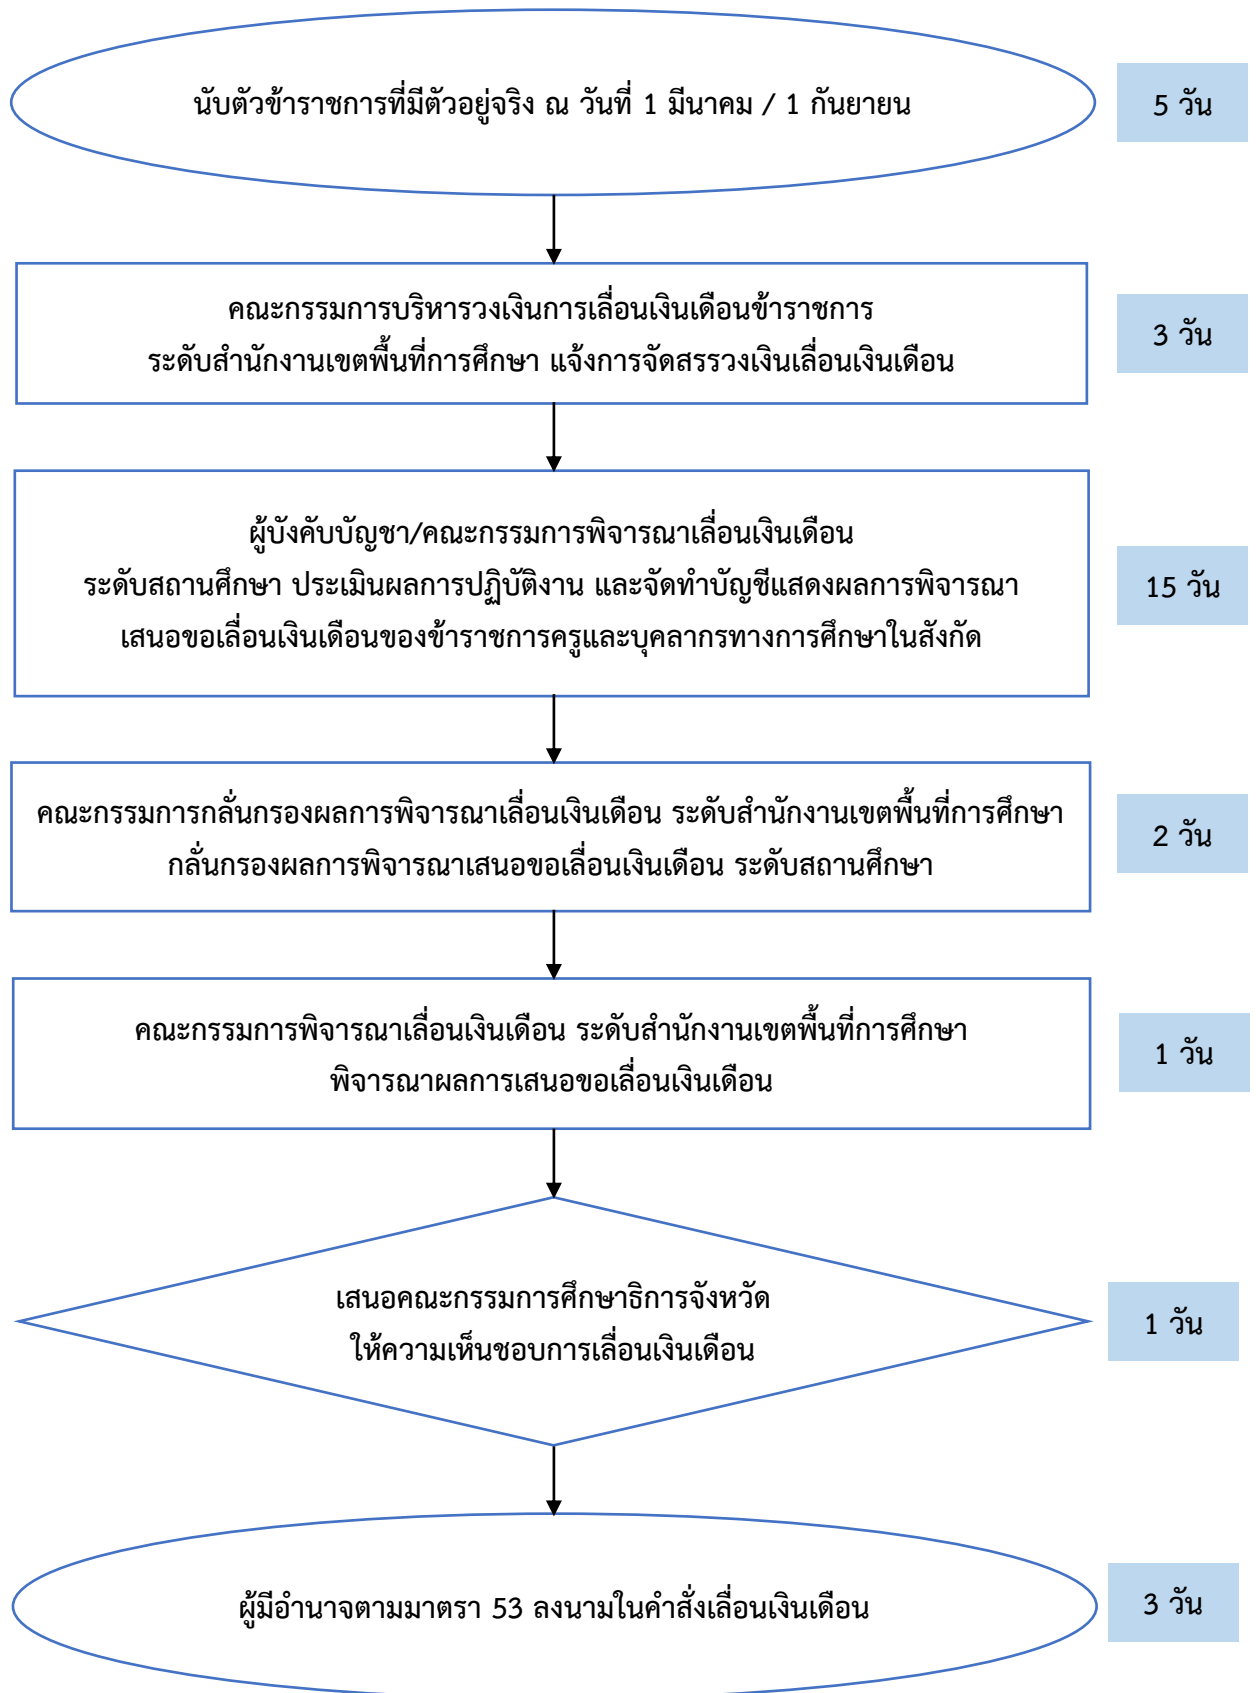 นับตัวข้าราชการที่มีตัวอยู่จริง ณ วันที่ 1 มีนาคม / 1 กันยายน
5 วัน
คณะกรรมการบริหารวงเงินการเลื่อนเงินเดือนข้าราชการ
ระดับสำนักงานเขตพื้นที่การศึกษา แจ้งการจัดสรรวงเงินเลื่อนเงินเดือน
3 วัน
ผู้บังคับบัญชา/คณะกรรมการพิจารณาเลื่อนเงินเดือน
ระดับสถานศึกษา ประเมินผลการปฏิบัติงาน และจัดทำบัญชีแสดงผลการพิจารณา
เสนอขอเลื่อนเงินเดือนของข้าราชการครูและบุคลากรทางการศึกษาในสังกัด
15 วัน
คณะกรรมการกลั่นกรองผลการพิจารณาเลื่อนเงินเดือน ระดับสำนักงานเขตพื้นที่การศึกษา
กลั่นกรองผลการพิจารณาเสนอขอเลื่อนเงินเดือน ระดับสถานศึกษา
2 วัน
คณะกรรมการพิจารณาเลื่อนเงินเดือน ระดับสำนักงานเขตพื้นที่การศึกษา
พิจารณาผลการเสนอขอเลื่อนเงินเดือน
1 วัน
เสนอคณะกรรมการศึกษาธิการจังหวัด
ให้ความเห็นชอบการเลื่อนเงินเดือน
1 วัน
ผู้มีอำนาจตามมาตรา 53 ลงนามในคำสั่งเลื่อนเงินเดือน
3 วัน